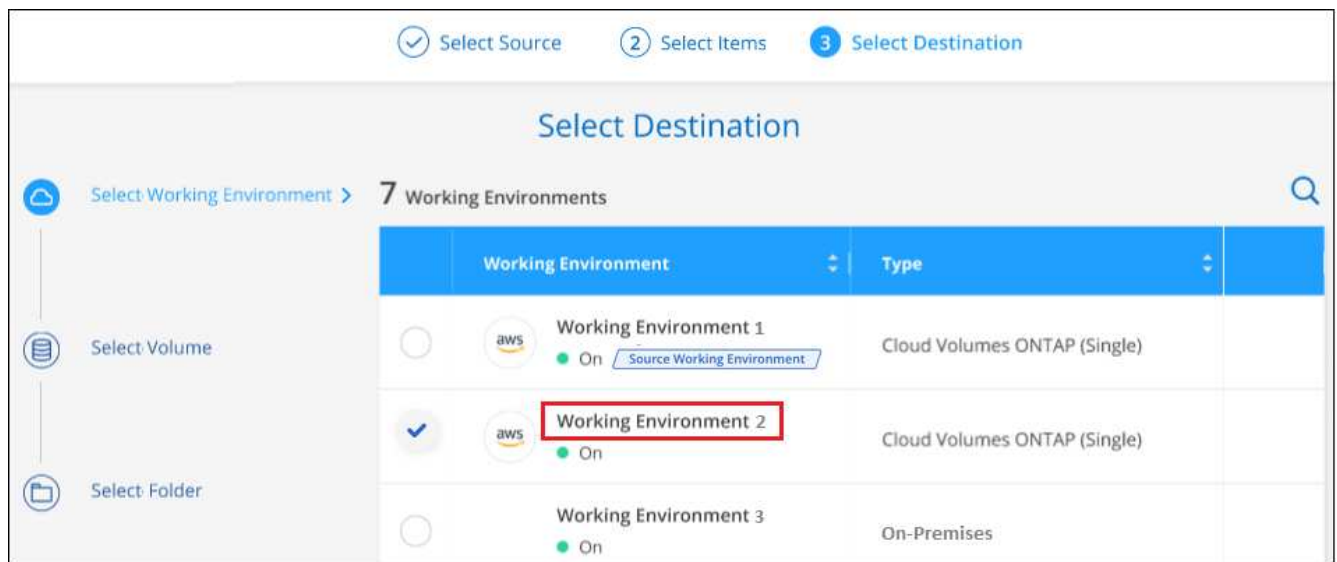 Select Source
2 Select Items
3 Select Destination
Select Destination
Select Working Environment >
7 Working Environments
Working Environment
Type
aws
Working Environment 1
On
Source Working Environment
Cloud Volumes ONTAP (Single)
Select Volume
aws
Working Environment 2
On
Cloud Volumes ONTAP (Single)
Select Folder
Working Environment 3
On
On-Premises